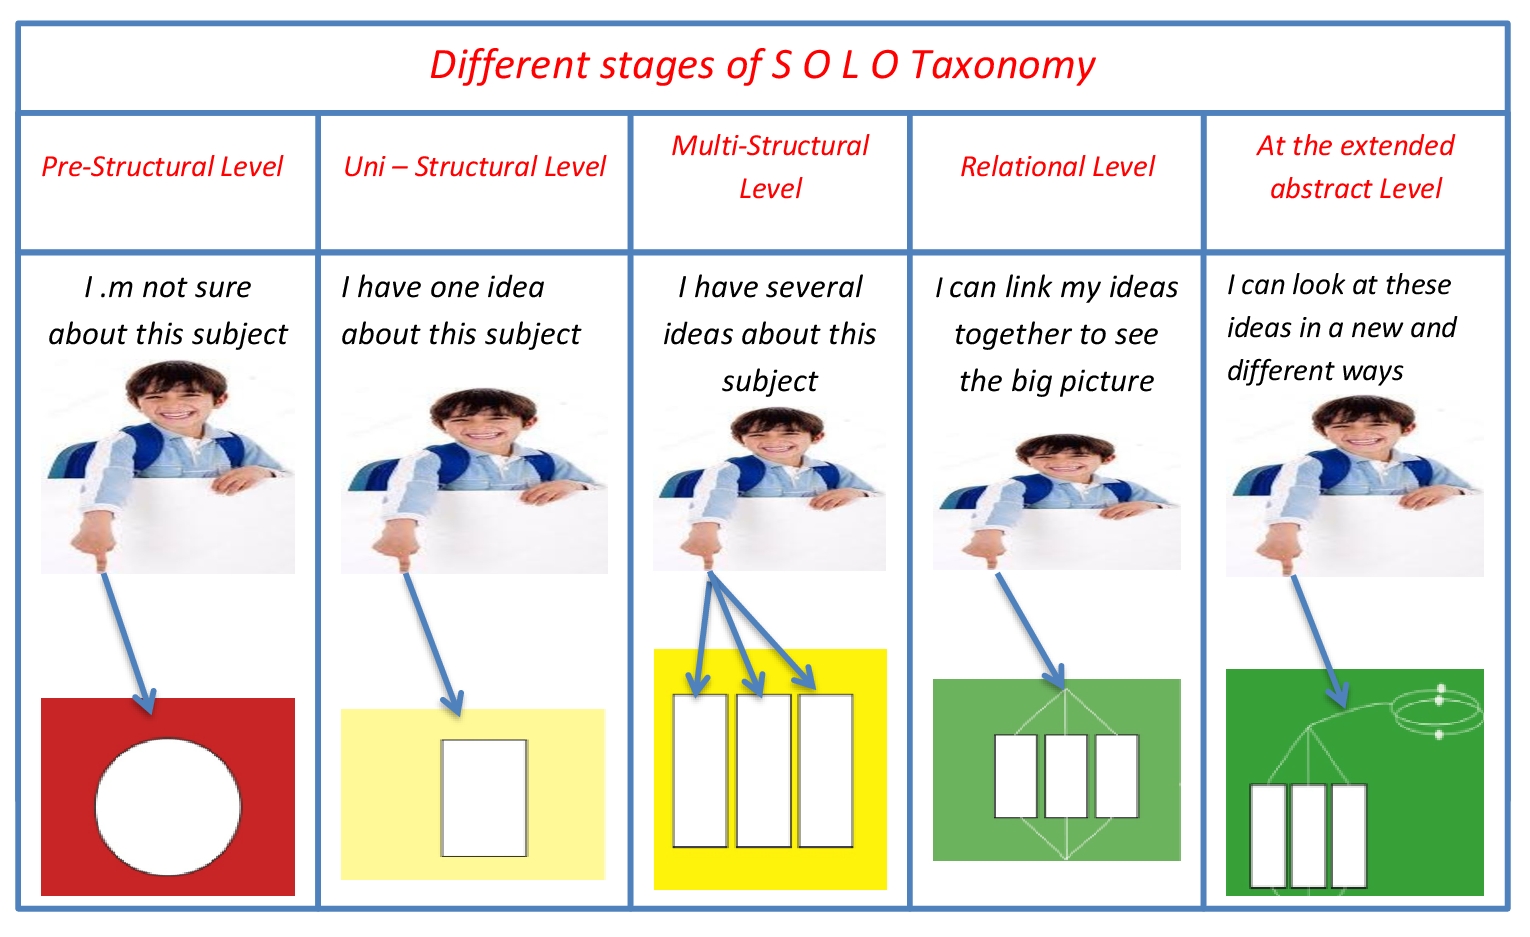 Different stages of S O L O Taxonomy
Pre-Structural Level
Uni – Structural Level
Multi-Structural
Level
Relational Level
At the extended
abstract Level
I .m not sure
about this subject
I have one idea
about this subject
I have several
ideas about this
subject
I can link my ideas
together to see
the big picture
I can look at these
ideas in a new and
different ways